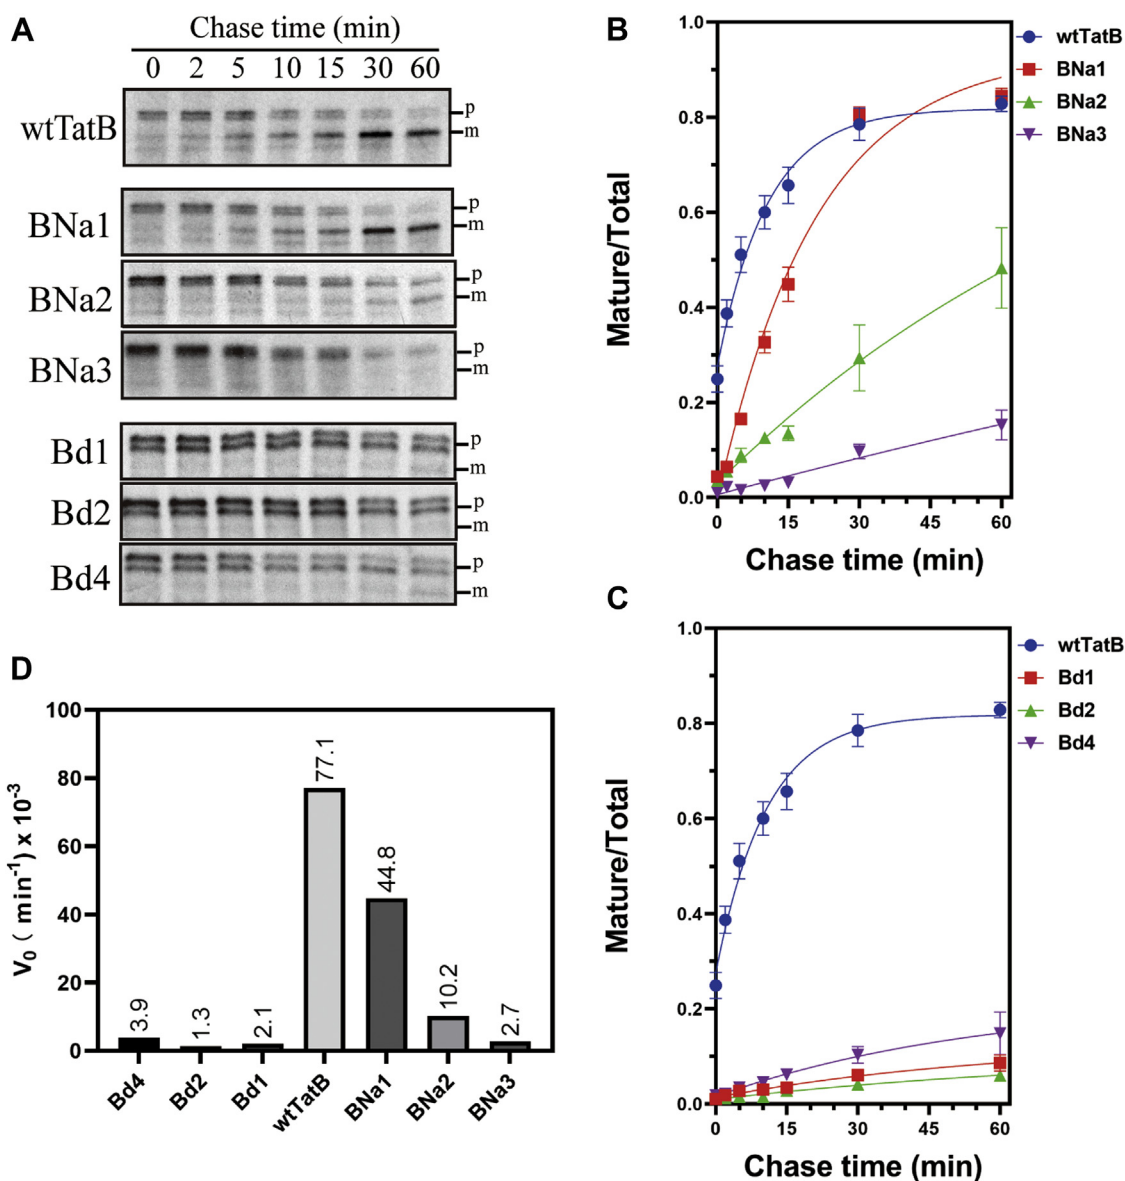 A
Chase time (min)
0 2 5 10 15 30 60
wtTatB
p
m
BNa1
p
m
BNa2
p
m
BNa3
p
m
Bd1
p
m
Bd2
p
m
Bd4
p
m
B
1.0
0.8
0.6
0.4
0.2
0.0
Mature/Total
0 15 30 45 60
Chase time (min)
wtTatB
BNa1
BNa2
BNa3
C
1.0
0.8
0.6
0.4
0.2
0.0
Mature/Total
0 15 30 45 60
Chase time (min)
wtTatB
Bd1
Bd2
Bd4
D
100
80
60
40
20
0
V₀ ( min⁻¹) x 10⁻³
3.9 1.3 2.1 77.1 44.8 10.2 2.7
Bd4 Bd2 Bd1 wtTatB BNa1 BNa2 BNa3